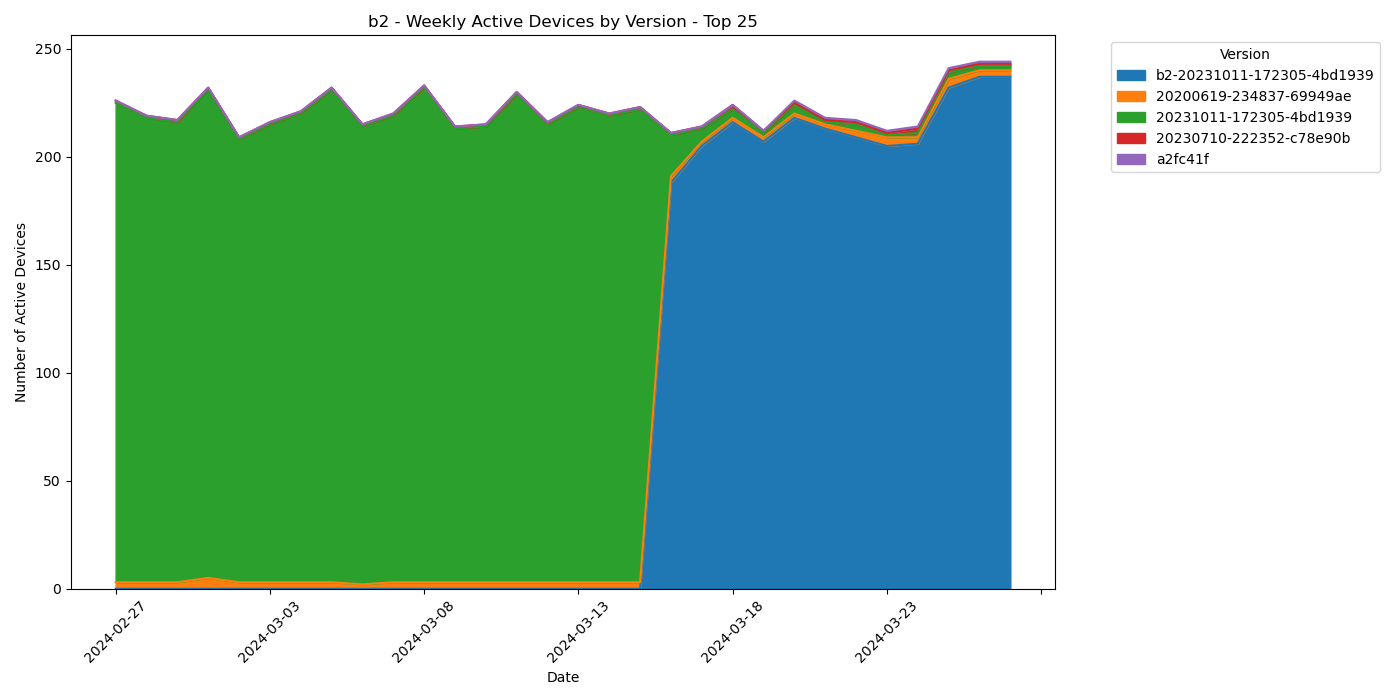 b2 - Weekly Active Devices by Version - Top 25
250
200
150
100
50
0
Number of Active Devices
2024-02-27
2024-03-03
2024-03-08
2024-03-13
2024-03-18
2024-03-23
Date
Version
b2-20231011-172305-4bd1939
20200619-234837-69949ae
20231011-172305-4bd1939
20230710-222352-c78e90b
a2fc41f